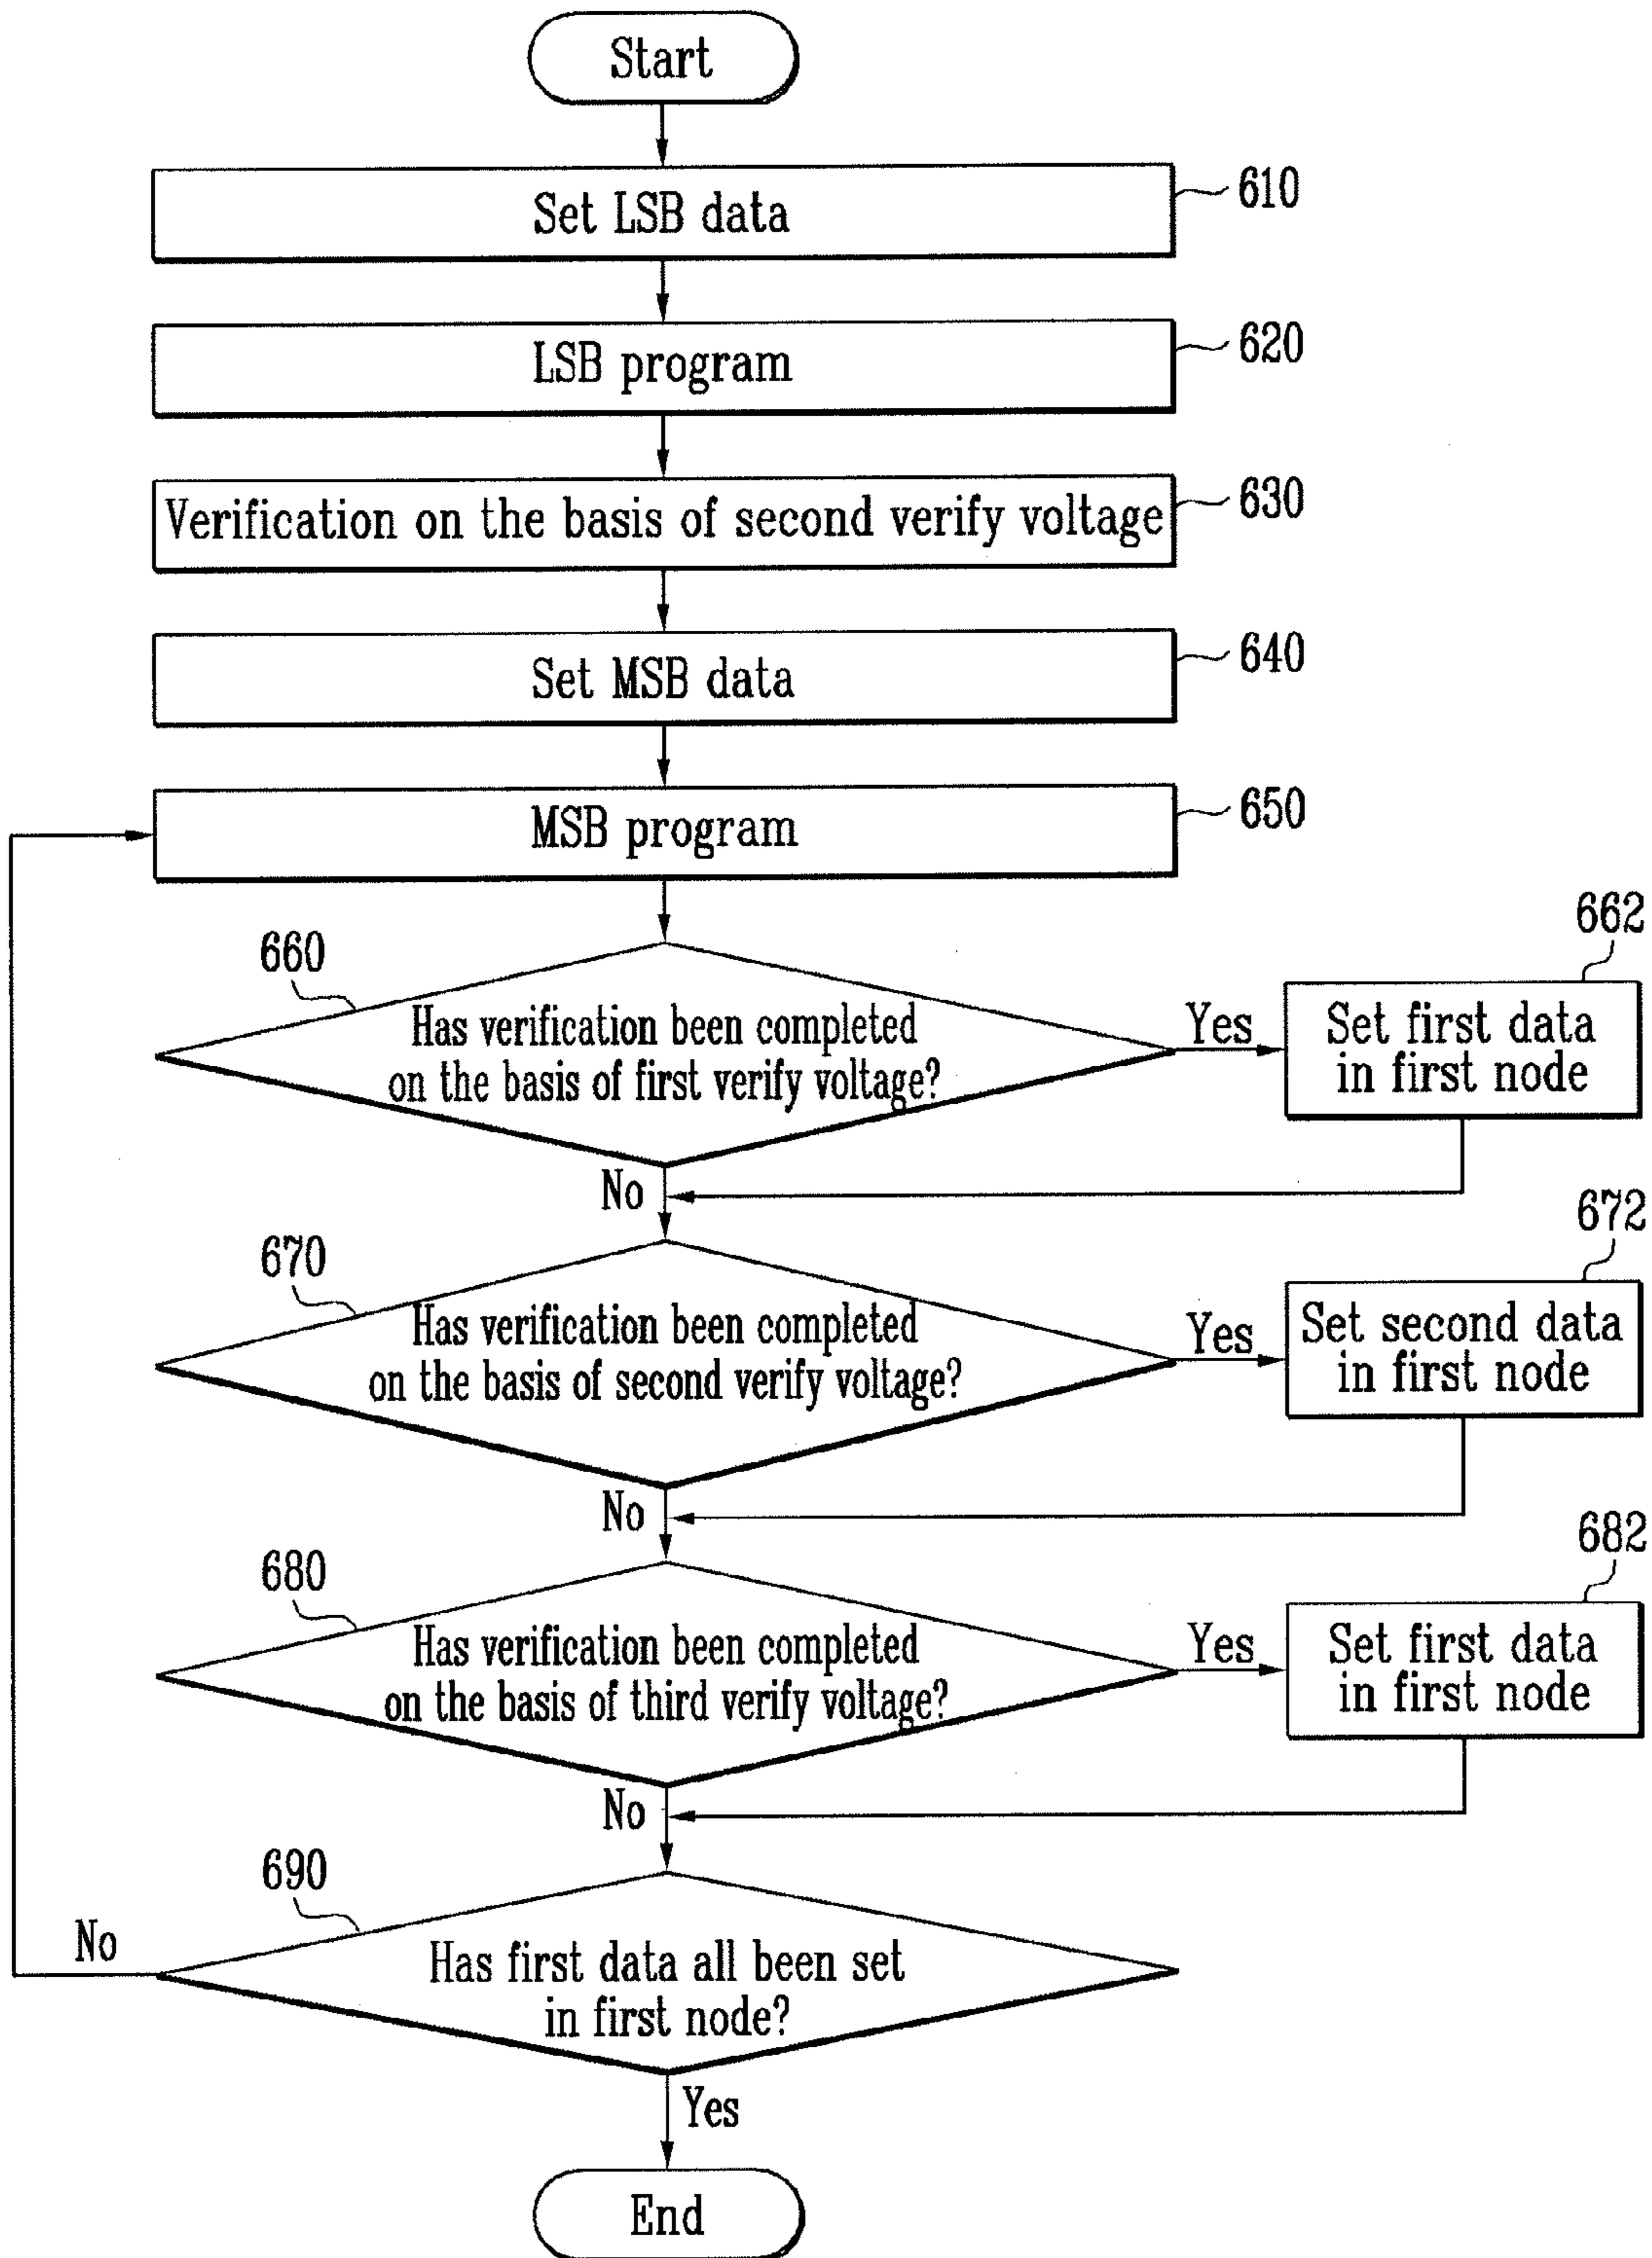 Start
Set LSB data
610
LSB program
620
Verification on the basis of second verify voltage
630
Set MSB data
640
MSB program
650
660
Has verification been completed
on the basis of first verify voltage?
Yes
662
Set first data
in first node
No
670
Has verification been completed
on the basis of second verify voltage?
Yes
672
Set second data
in first node
No
680
Has verification been completed
on the basis of third verify voltage?
Yes
682
Set first data
in first node
No
690
Has first data all been set
in first node?
No
Yes
End